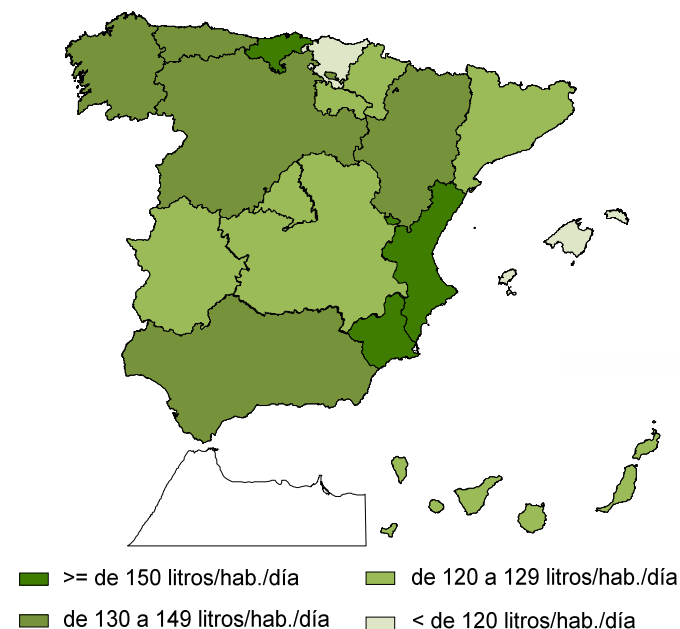 >= de 150 litros/hab./día
de 120 a 129 litros/hab./día
de 130 a 149 litros/hab./día
< de 120 litros/hab./día